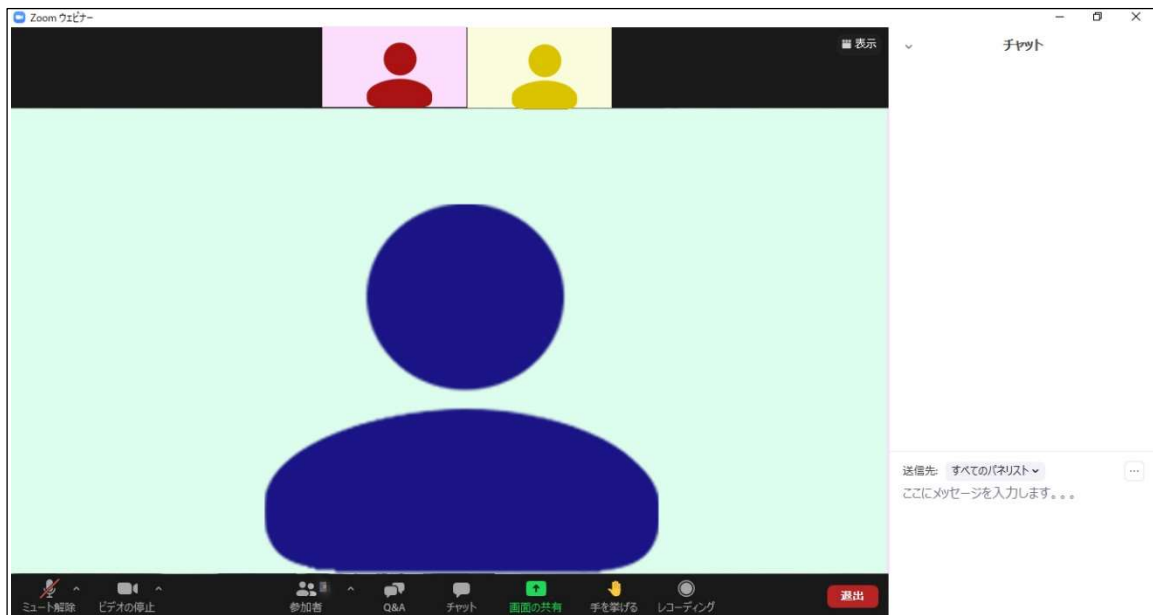 Zoom ウェビナー
表示
チャット
送信先: すべてのパネリスト
ここにメッセージを入力します。。。
ミュート解除 ビデオの停止 参加者 Q&A チャット 画面の共有 手を挙げる レコーディング 退出